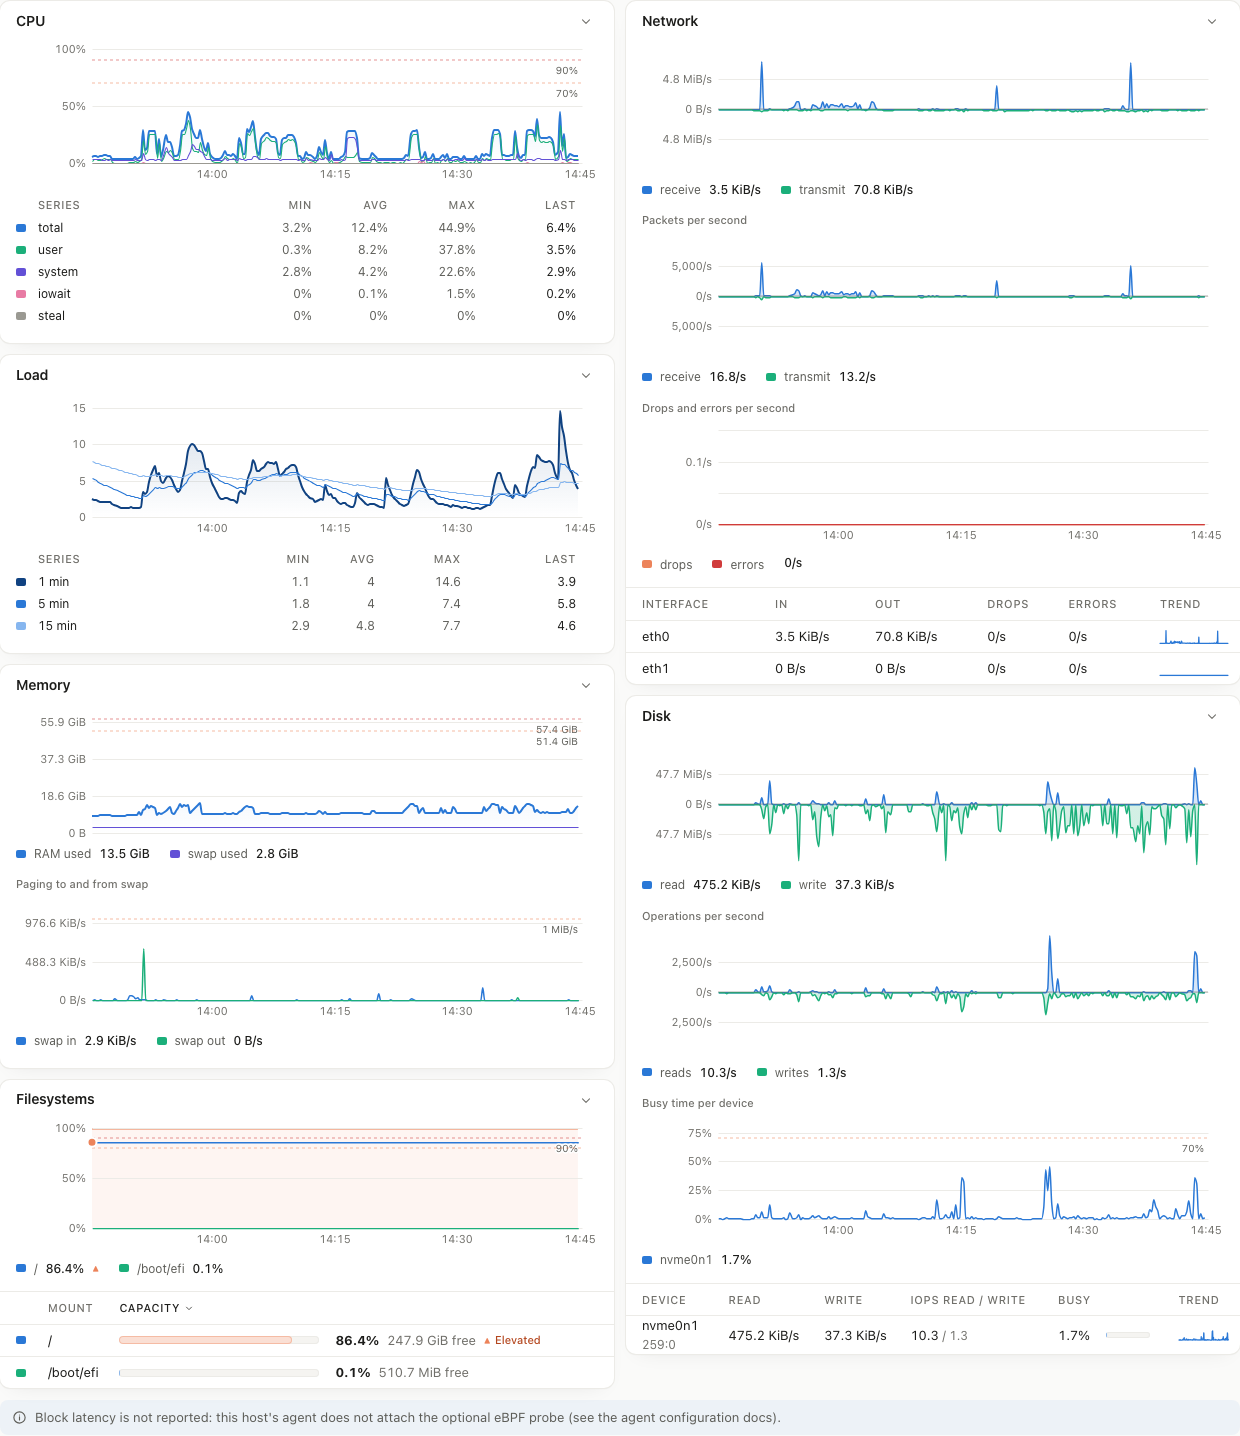 CPU
100%
90%
70%
50%
0%
14:00 14:15 14:30 14:45
SERIES MIN AVG MAX LAST
total 3.2% 12.4% 44.9% 6.4%
user 0.3% 8.2% 37.8% 3.5%
system 2.8% 4.2% 22.6% 2.9%
iowait 0% 0.1% 1.5% 0.2%
steal 0% 0% 0% 0%
Load
15
10
5
0
14:00 14:15 14:30 14:45
SERIES MIN AVG MAX LAST
1 min 1.1 4 14.6 3.9
5 min 1.8 4 7.4 5.8
15 min 2.9 4.8 7.7 4.6
Memory
55.9 GiB
57.4 GiB
51.4 GiB
37.3 GiB
18.6 GiB
0 B
RAM used 13.5 GiB swap used 2.8 GiB
Paging to and from swap
976.6 KiB/s
1 MiB/s
488.3 KiB/s
0 B/s
14:00 14:15 14:30 14:45
swap in 2.9 KiB/s swap out 0 B/s
Filesystems
100%
90%
50%
0%
14:00 14:15 14:30 14:45
/ 86.4% /boot/efi 0.1%
MOUNT CAPACITY
/ 86.4% 247.9 GiB free Elevated
/boot/efi 0.1% 510.7 MiB free
Network
4.8 MiB/s
0 B/s
4.8 MiB/s
receive 3.5 KiB/s transmit 70.8 KiB/s
Packets per second
5,000/s
0/s
5,000/s
receive 16.8/s transmit 13.2/s
Drops and errors per second
0.1/s
0/s
14:00 14:15 14:30 14:45
drops errors 0/s
INTERFACE IN OUT DROPS ERRORS TREND
eth0 3.5 KiB/s 70.8 KiB/s 0/s 0/s
eth1 0 B/s 0 B/s 0/s 0/s
Disk
47.7 MiB/s
0 B/s
47.7 MiB/s
read 475.2 KiB/s write 37.3 KiB/s
Operations per second
2,500/s
0/s
2,500/s
reads 10.3/s writes 1.3/s
Busy time per device
75%
70%
50%
25%
0%
14:00 14:15 14:30 14:45
nvme0n1 1.7%
DEVICE READ WRITE IOPS READ / WRITE BUSY TREND
nvme0n1 475.2 KiB/s 37.3 KiB/s 10.3 / 1.3 1.7%
259:0
Block latency is not reported: this host's agent does not attach the optional eBPF probe (see the agent configuration docs).